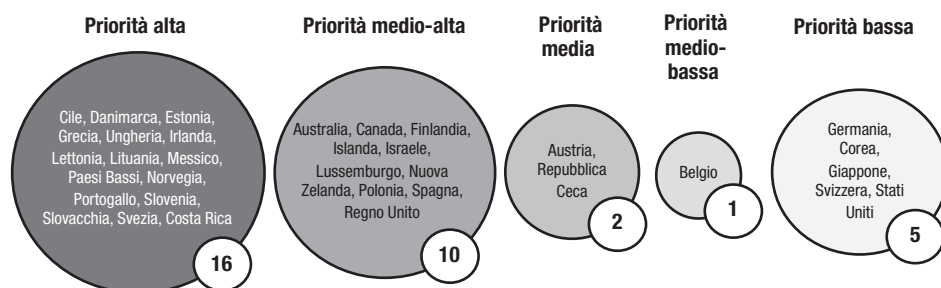 Priorità alta
Cile, Danimarca, Estonia,
Grecia, Ungheria, Irlanda,
Lettonia, Lituania, Messico,
Paesi Bassi, Norvegia,
Portogallo, Slovenia,
Slovacchia, Svezia, Costa Rica
16
Priorità medio-alta
Australia, Canada, Finlandia,
Islanda, Israele,
Lussemburgo, Nuova
Zelanda, Polonia, Spagna,
Regno Unito
10
Priorità
media
Austria,
Repubblica
Ceca
2
Priorità
medio-
bassa
Belgio
1
Priorità bassa
Germania,
Corea,
Giappone,
Svizzera, Stati
Uniti
5